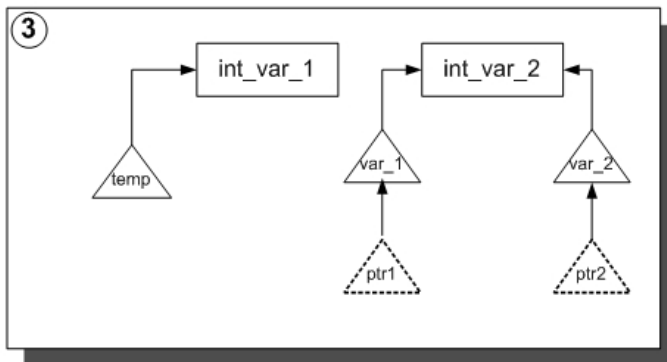 3
int_var_1
int_var_2
temp
var_1
var_2
ptr1
ptr2